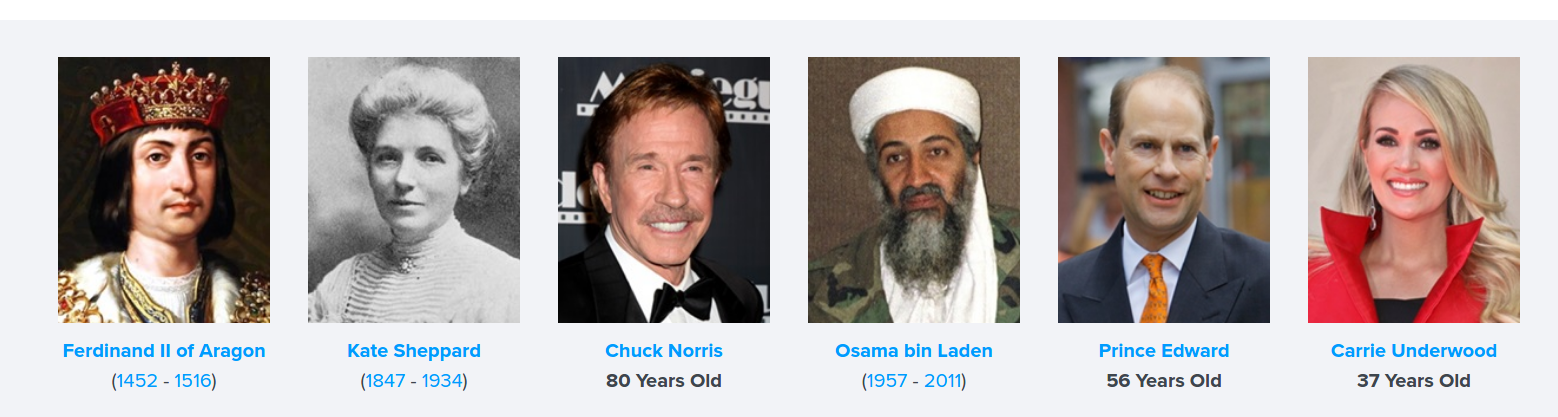 Ferdinand II of Aragon
(1452 - 1516)
Kate Sheppard
(1847 - 1934)
Chuck Norris
80 Years Old
Osama bin Laden
(1957 - 2011)
Prince Edward
56 Years Old
Carrie Underwood
37 Years Old